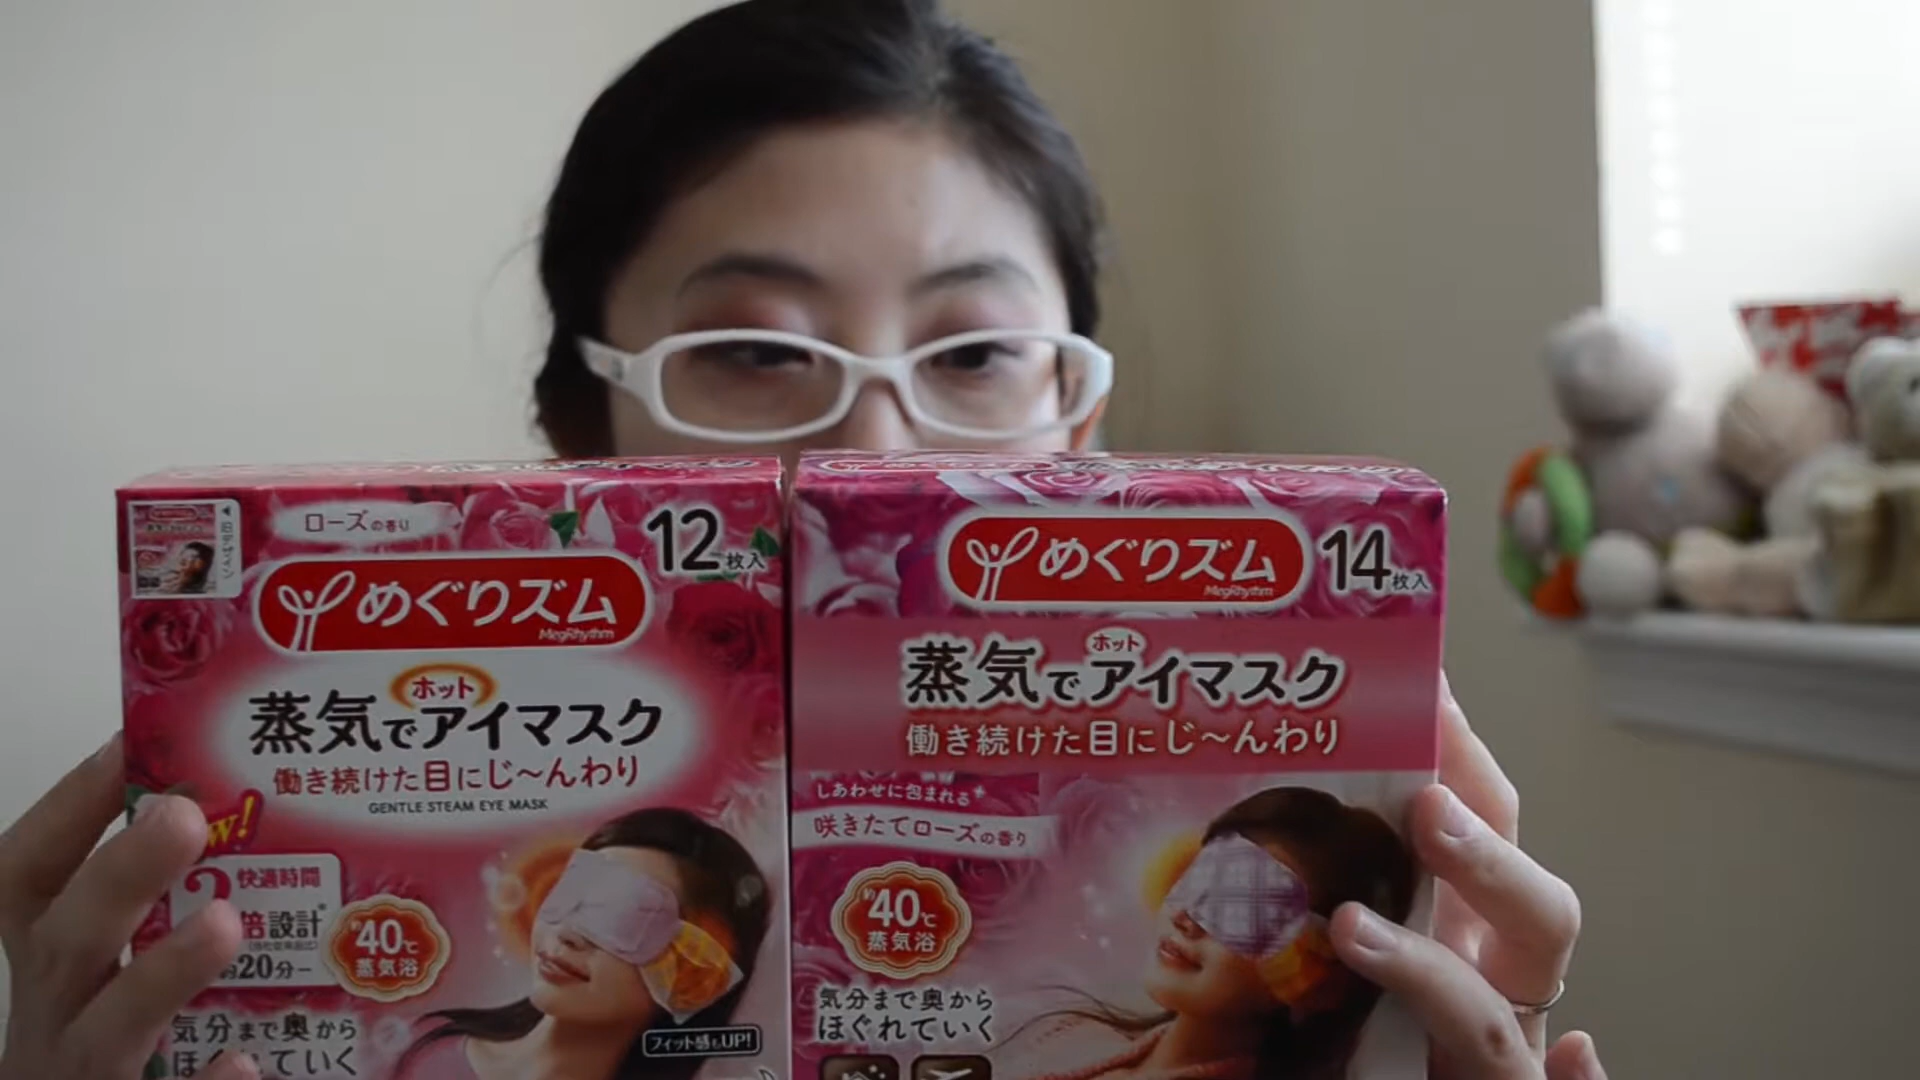 ローズの香り
12枚入
めぐりズム
MegRhythm
ホット
蒸気でアイマスク
働き続けた目にじ〜んわり
GENTLE STEAM EYE MASK
快適時間
倍設計
約20分
約40℃
蒸気浴
気分まで奥から
ていく
フィット感もUP!
めぐりズム
MegRhythm
14枚入
ホット
蒸気でアイマスク
働き続けた目にじ〜んわり
しあわせに包まれる
咲きたてローズの香り
約40℃
蒸気浴
気分まで奥から
ほぐれていく